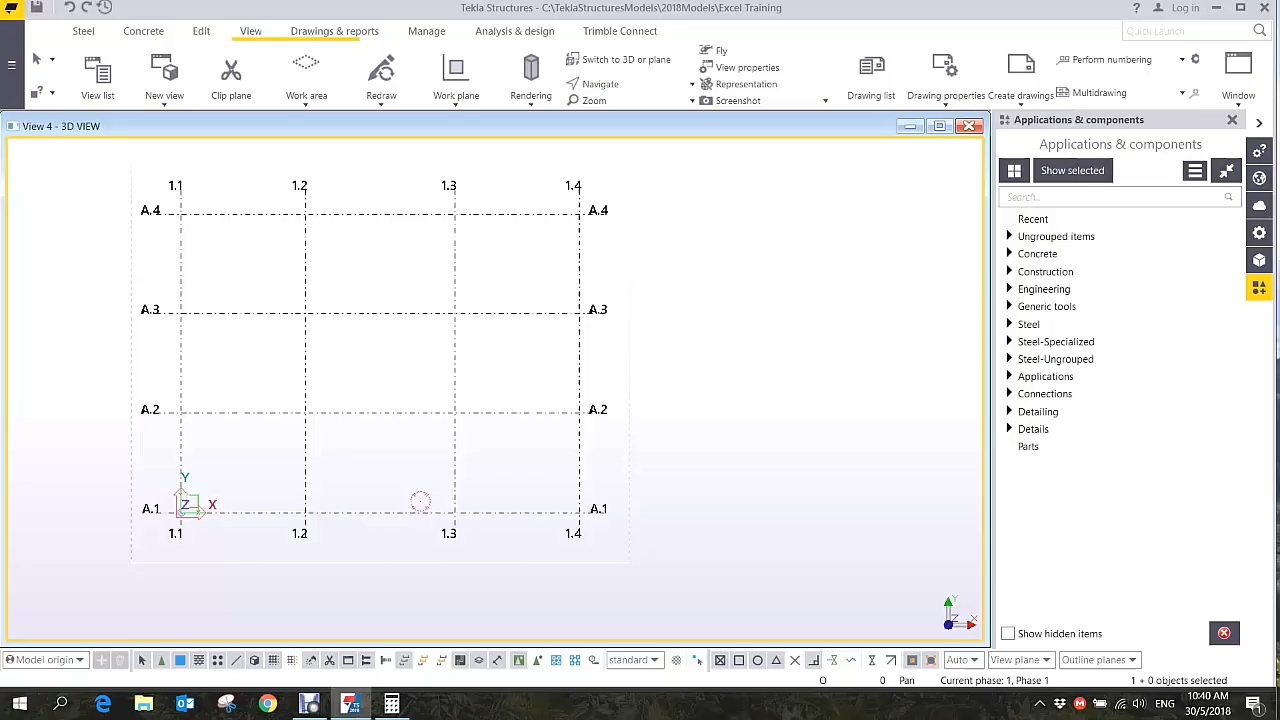 Tekla Structures - C:\TeklaStructuresModels\2018Models\Excel Training
? Log in
Steel Concrete Edit View Drawings & reports Manage Analysis & design Trimble Connect
Quick Launch
View list
New view
Clip plane
Work area
Redraw
Work plane
Rendering
Switch to 3D or plane
Navigate
Zoom
Fly
View properties
Representation
Screenshot
Drawing list
Drawing properties
Create drawings
Perform numbering
Multidrawing
Window
View 4 - 3D VIEW
1.1 1.2 1.3 1.4
A.4 A.4
A.3 A.3
A.2 A.2
Y
Z X
A.1 A.1
1.1 1.2 1.3 1.4
Y
Z X
Applications & components
Applications & components
Show selected
Search...
Recent
Ungrouped items
Concrete
Construction
Engineering
Generic tools
Steel
Steel-Specialized
Steel-Ungrouped
Applications
Connections
Detailing
Details
Parts
Show hidden items
Model origin
standard
Auto
View plane
Outline planes
O 0 Pan Current phase: 1, Phase 1 1 + 0 objects selected
ENG
10:40 AM
30/5/2018